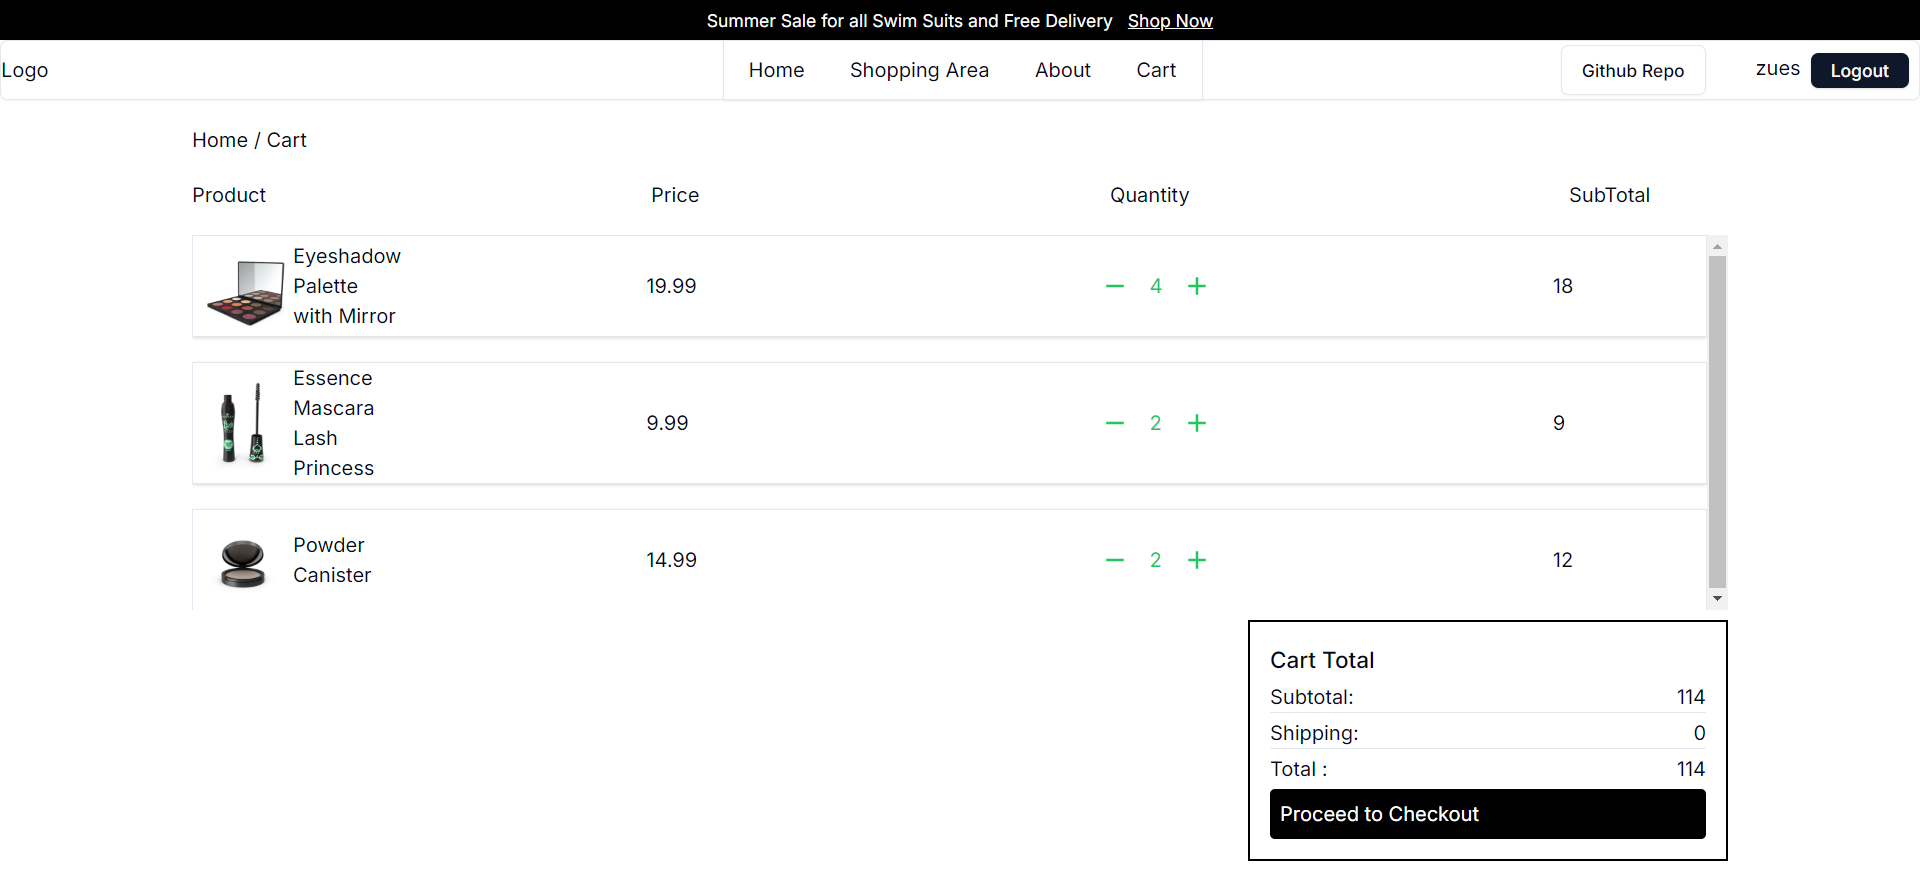 Summer Sale for all Swim Suits and Free Delivery Shop Now
Logo Home Shopping Area About Cart Github Repo zues Logout
Home / Cart
Product Price Quantity SubTotal
Eyeshadow
Palette
with Mirror
19.99 4 18
Essence
Mascara
Lash
Princess
9.99 2 9
Powder
Canister
14.99 2 12
Cart Total
Subtotal: 114
Shipping: 0
Total : 114
Proceed to Checkout